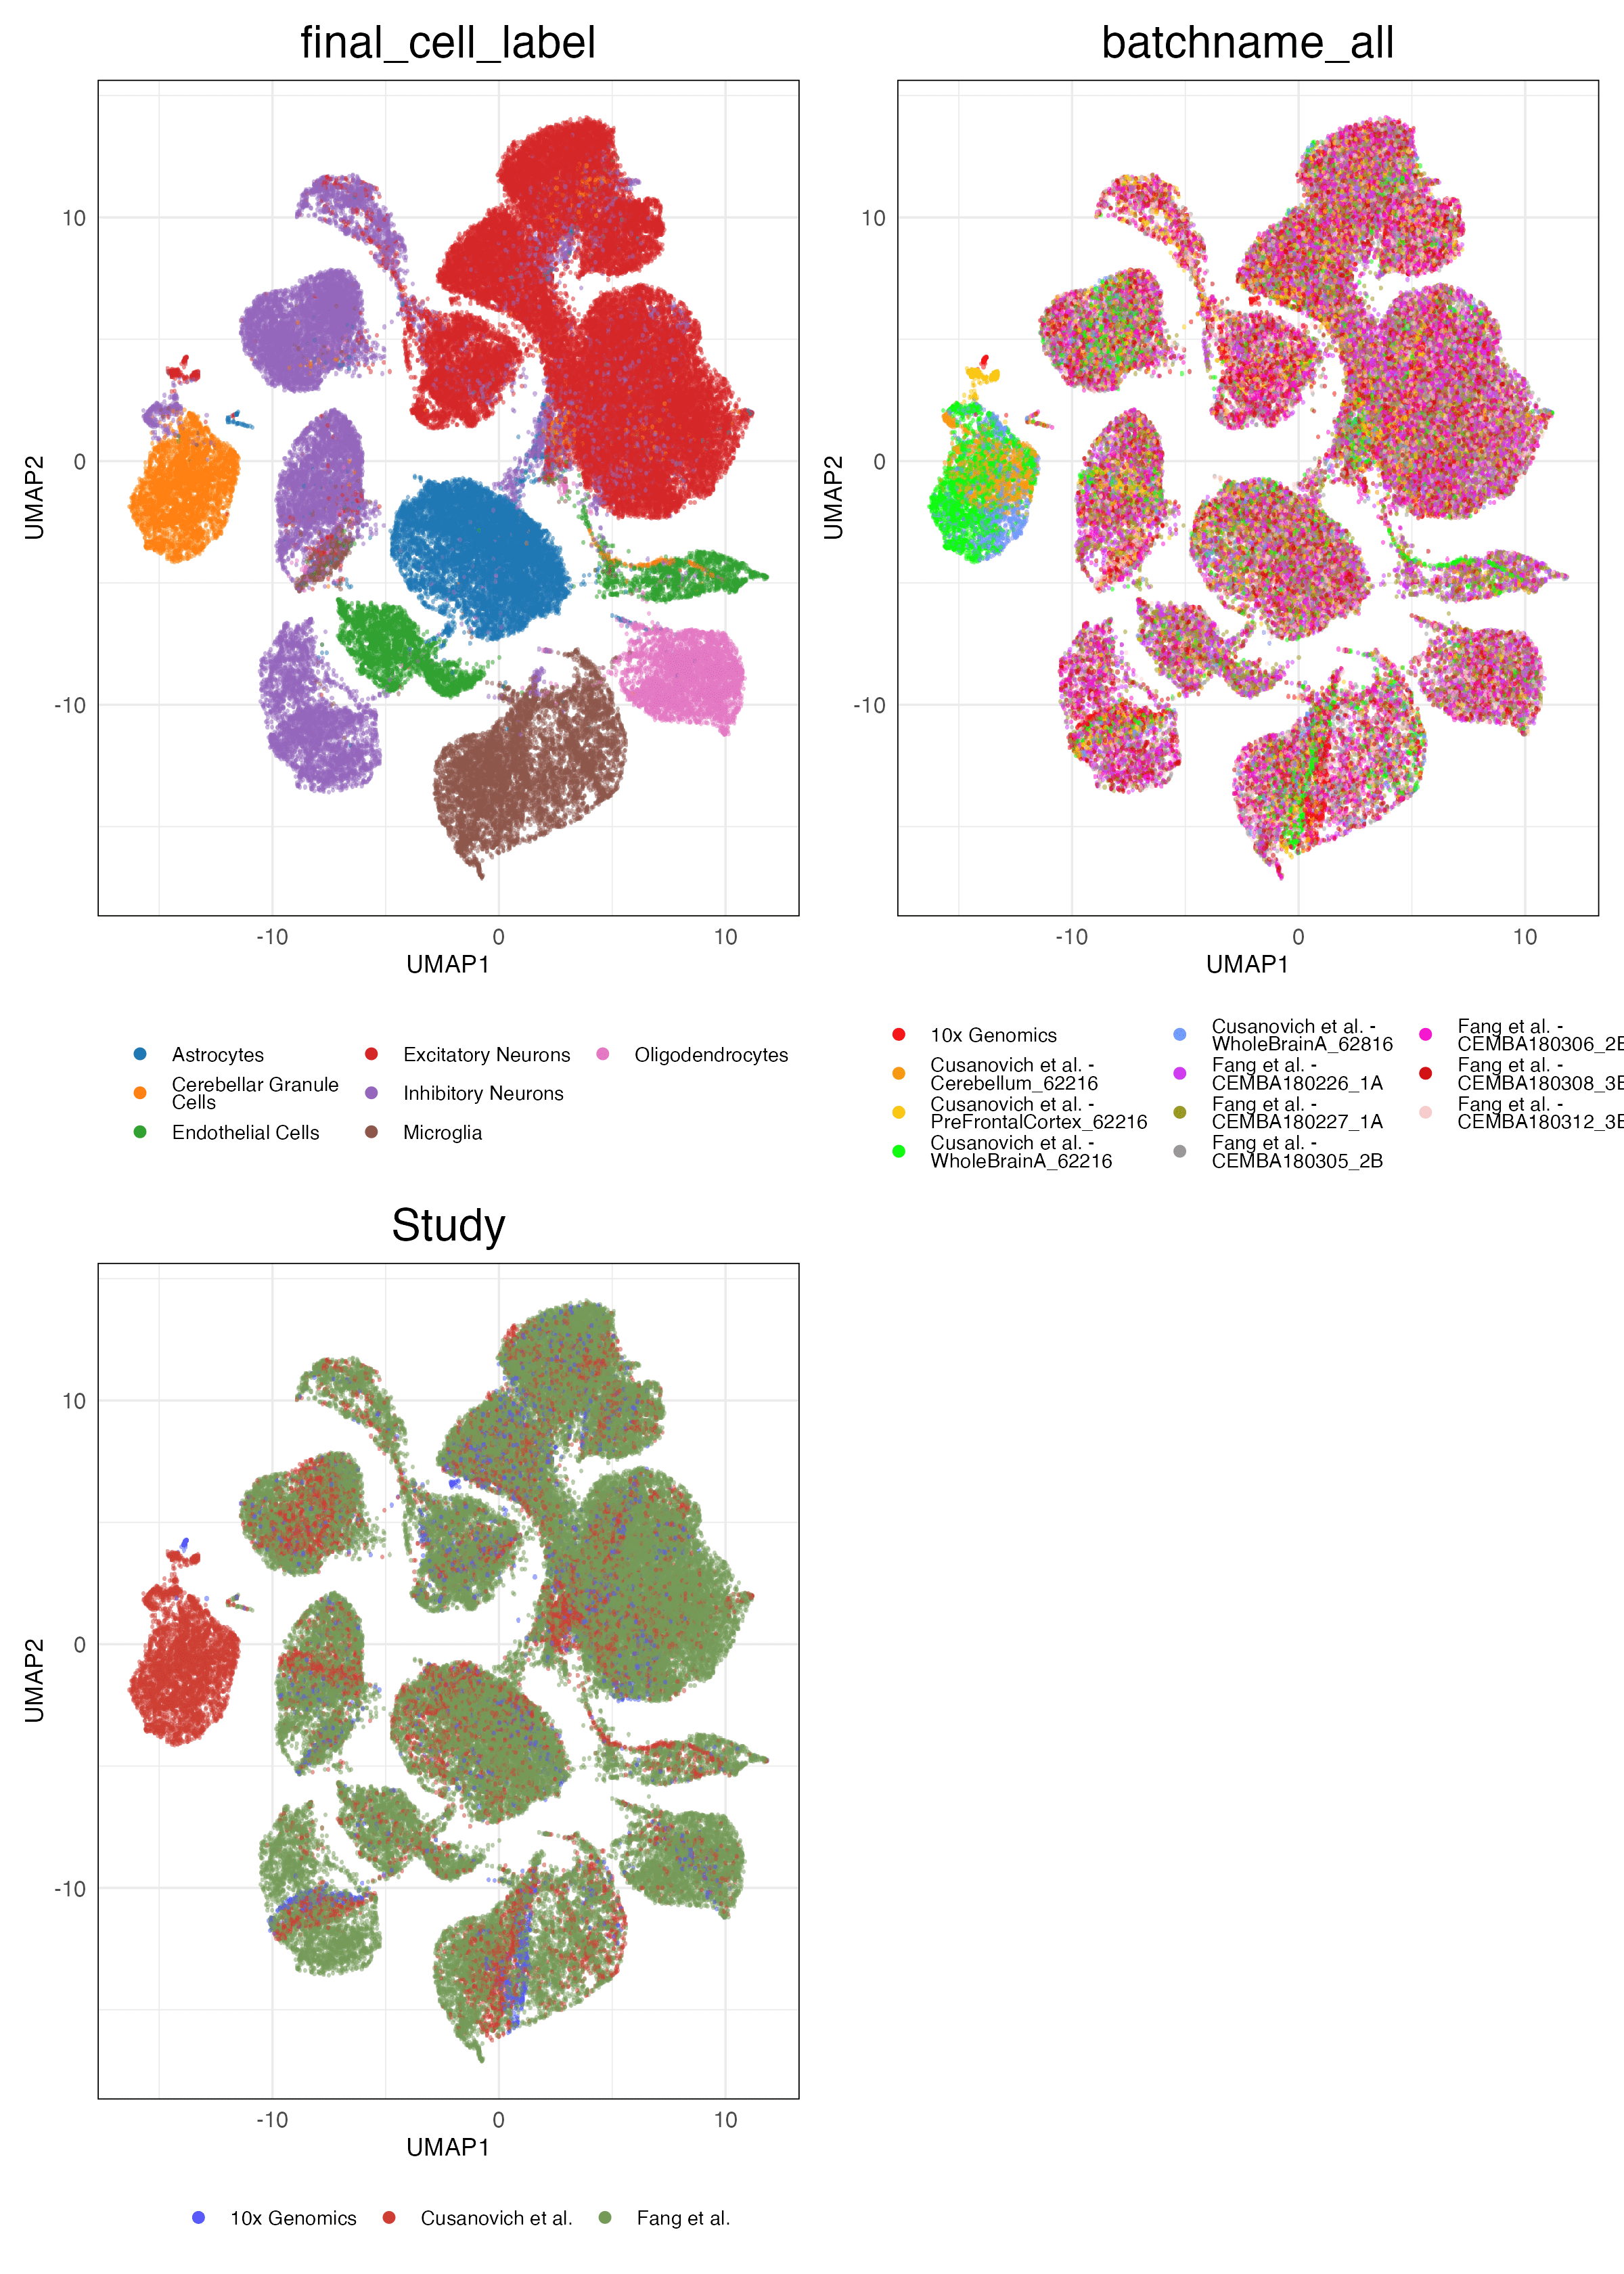 final_cell_label
batchname_all
UMAP2
10
0
-10
-10
0
10
UMAP1
UMAP2
10
0
-10
-10
0
10
UMAP1
Astrocytes
Cerebellar Granule
Cells
Endothelial Cells
Excitatory Neurons
Inhibitory Neurons
Microglia
Oligodendrocytes
10x Genomics
Cusanovich et al. -
Cerebellum_62216
Cusanovich et al. -
PreFrontalCortex_62216
Cusanovich et al. -
WholeBrainA_62216
Cusanovich et al. -
WholeBrainA_62816
Fang et al. -
CEMBA180226_1A
Fang et al. -
CEMBA180227_1A
Fang et al. -
CEMBA180305_2B
Fang et al. -
CEMBA180306_2B
Fang et al. -
CEMBA180308_3B
Fang et al. -
CEMBA180312_3B
Study
UMAP2
10
0
-10
-10
0
10
UMAP1
10x Genomics
Cusanovich et al.
Fang et al.